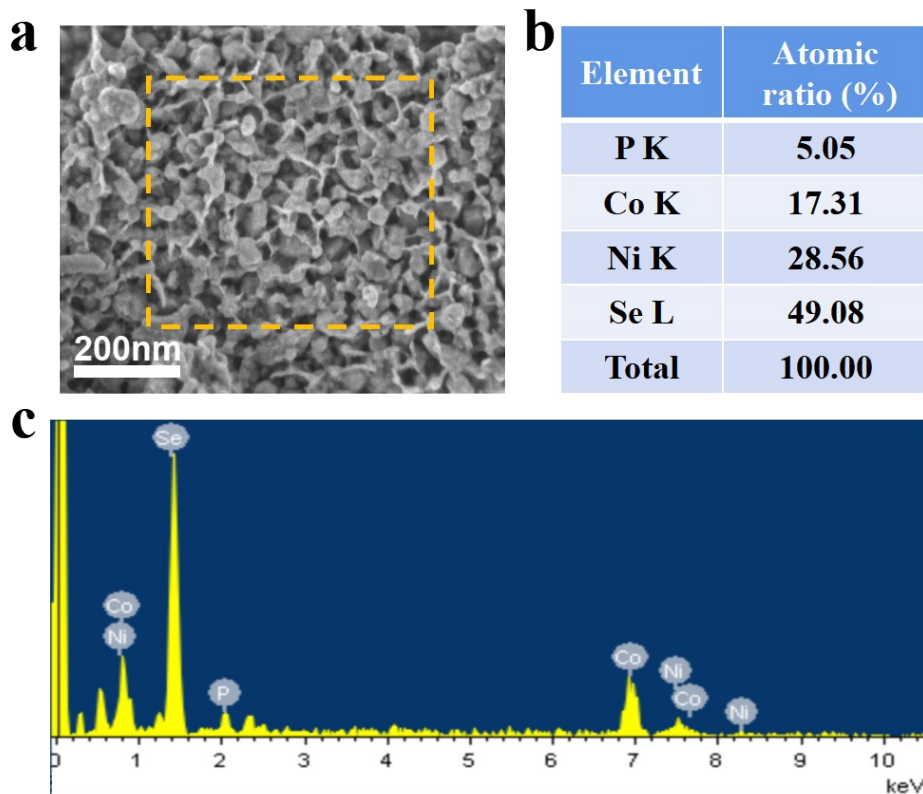 a
b
Element Atomic ratio (%)
P K 5.05
Co K 17.31
Ni K 28.56
Se L 49.08
Total 100.00
200nm
c
Se
Co
Ni
P
Co
Ni
Co
Ni
0 1 2 3 4 5 6 7 8 9 10
keV